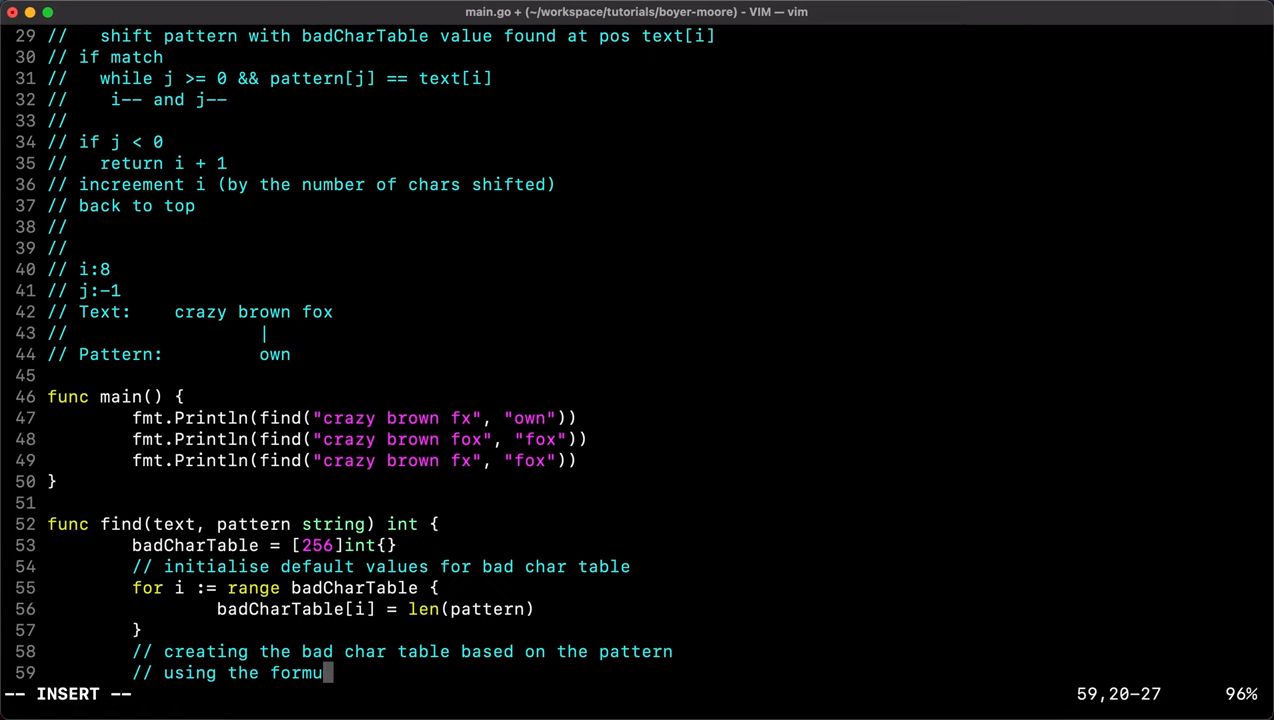 main.go + (~/workspace/tutorials/boyer-moore) - VIM — vim
29 //   shift pattern with badCharTable value found at pos text[i]
30 // if match
31 //   while j >= 0 && pattern[j] == text[i]
32 //    i-- and j--
33 //
34 // if j < 0
35 //   return i + 1
36 // increement i (by the number of chars shifted)
37 // back to top
38 //
39 //
40 // i:8
41 // j:-1
42 // Text:    crazy brown fox
43 //                  |
44 // Pattern:         own
45
46 func main() {
47         fmt.Println(find("crazy brown fx", "own"))
48         fmt.Println(find("crazy brown fox", "fox"))
49         fmt.Println(find("crazy brown fx", "fox"))
50 }
51
52 func find(text, pattern string) int {
53         badCharTable = [256]int{}
54         // initialise default values for bad char table
55         for i := range badCharTable {
56                 badCharTable[i] = len(pattern)
57         }
58         // creating the bad char table based on the pattern
59         // using the formu
-- INSERT --                    59,20-27    96%